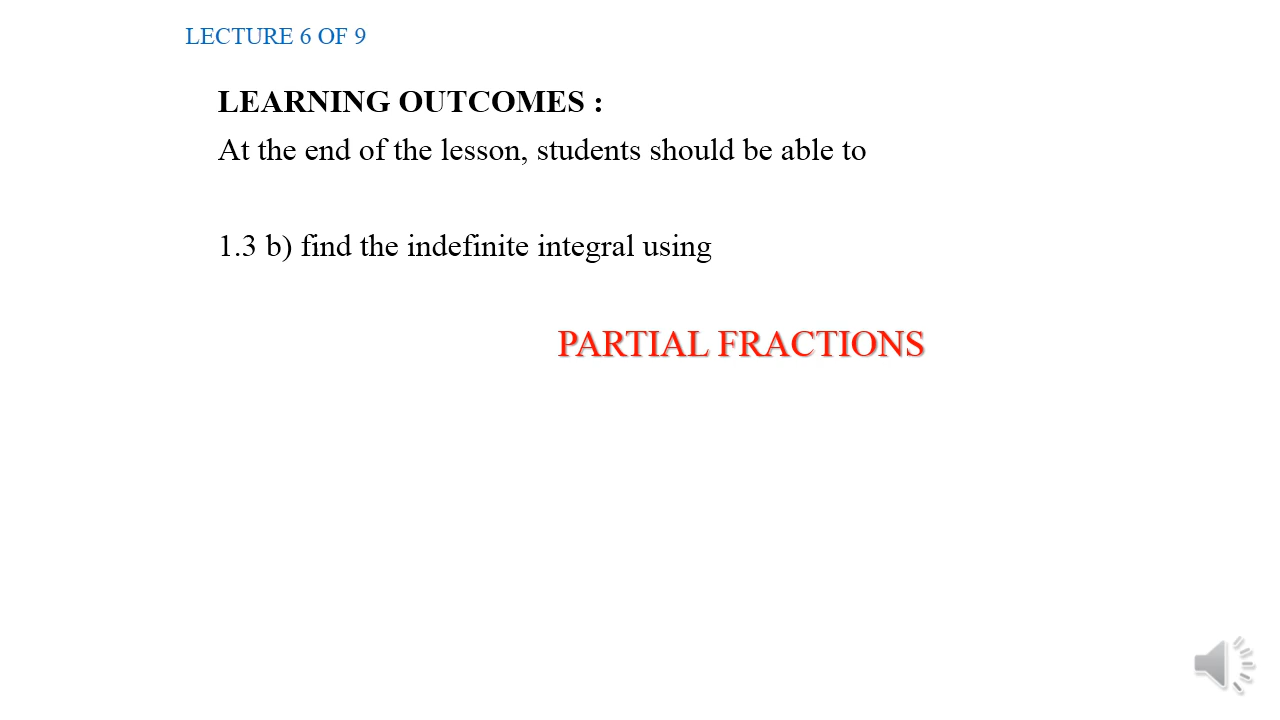 LECTURE 6 OF 9
LEARNING OUTCOMES :
At the end of the lesson, students should be able to
1.3 b) find the indefinite integral using
PARTIAL FRACTIONS